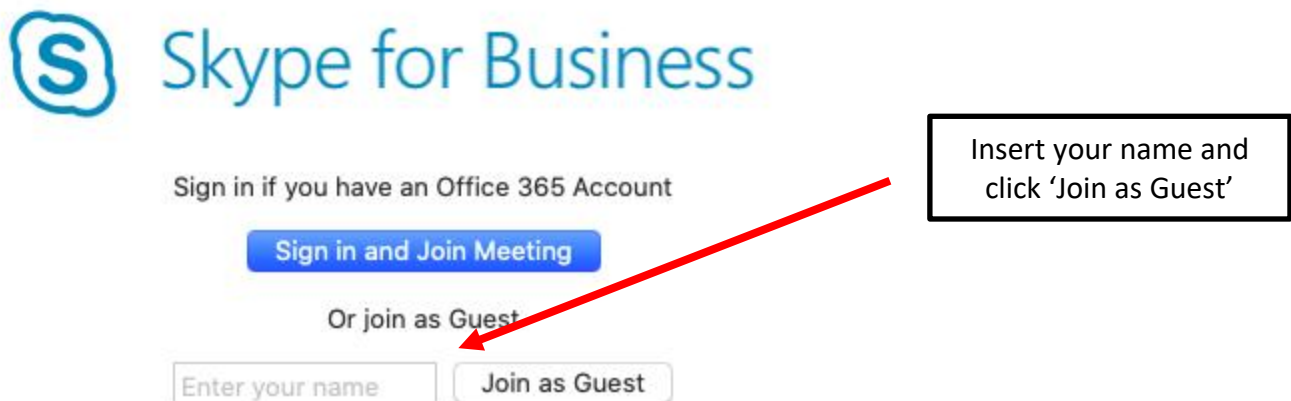 Skype for Business
Insert your name and
click ‘Join as Guest’
Sign in if you have an Office 365 Account
Sign in and Join Meeting
Or join as Guest
Enter your name
Join as Guest